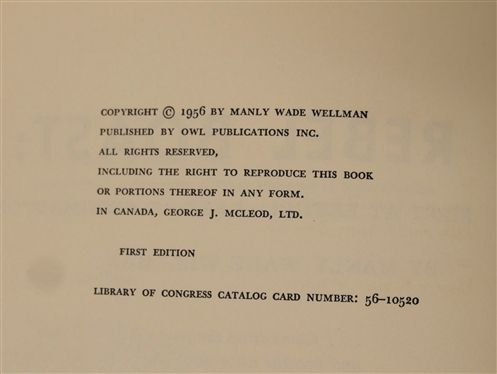 COPYRIGHT © 1956 BY MANLY WADE WELLMAN
PUBLISHED BY OWL PUBLICATIONS INC.
ALL RIGHTS RESERVED,
INCLUDING THE RIGHT TO REPRODUCE THIS BOOK
OR PORTIONS THEREOF IN ANY FORM.
IN CANADA, GEORGE J. MCLEOD, LTD.
FIRST EDITION
LIBRARY OF CONGRESS CATALOG CARD NUMBER: 56-10520